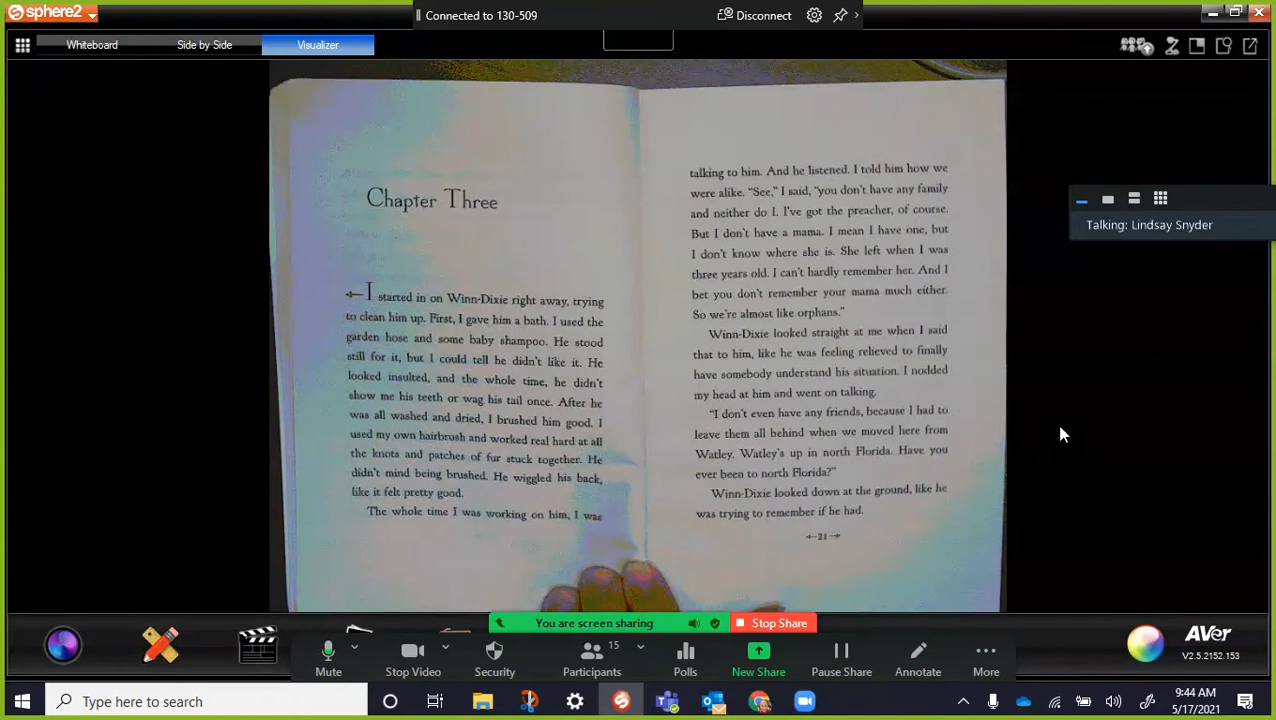 sphere2
Connected to 130-509
Disconnect
Whiteboard
Side by Side
Visualizer
Chapter Three
I started in on Winn-Dixie right away, trying
to clean him up. First, I gave him a bath. I used the
garden hose and some baby shampoo. He stood
still for it, but I could tell he didn't like it. He
looked insulted, and the whole time, he didn't
show me his teeth or wag his tail once. After he
was all washed and dried, I brushed him good. I
used my own hairbrush and worked real hard at all
the knots and patches of fur stuck together. He
didn't mind being brushed. He wiggled his back,
like it felt pretty good.
The whole time I was working on him, I was
talking to him. And he listened. I told him how we
were alike. "See," I said, "you don't have any family
and neither do I. I've got the preacher, of course.
But I don't have a mama. I mean I have one, but
I don't know where she is. She left when I was
three years old. I can't hardly remember her. And I
bet you don't remember your mama much either.
So we're almost like orphans."
Winn-Dixie looked straight at me when I said
that to him, like he was feeling relieved to finally
have somebody understand his situation. I nodded
my head at him and went on talking.
"I don't even have any friends, because I had to
leave them all behind when we moved here from
Watley. Watley's up in north Florida. Have you
ever been to north Florida?"
Winn-Dixie looked down at the ground, like he
was trying to remember if he had.
21
Talking: Lindsay Snyder
You are screen sharing
Stop Share
Mute
Stop Video
Security
15
Participants
Polls
New Share
Pause Share
Annotate
More
AVer
V2.5.2152.153
Type here to search
9:44 AM
5/17/2021